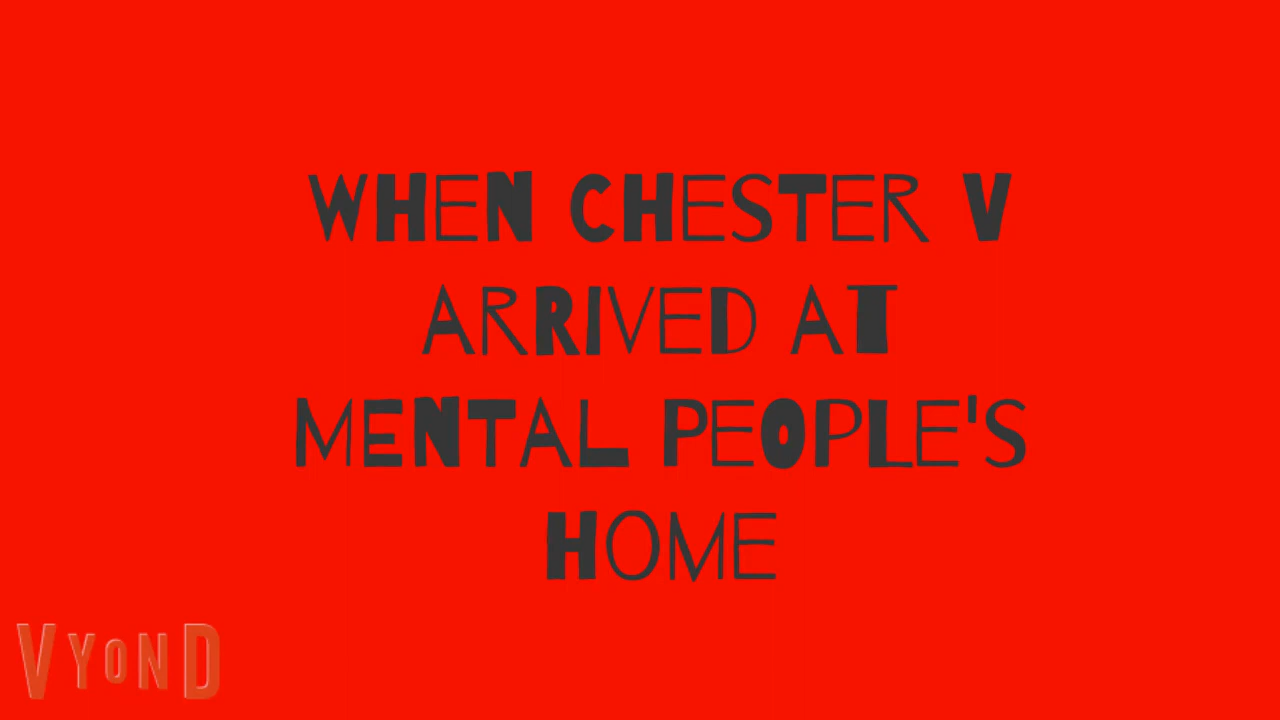 WHEN CHESTER V
ARRIVED AT
MENTAL PEOPLE'S
HOME
VYOND